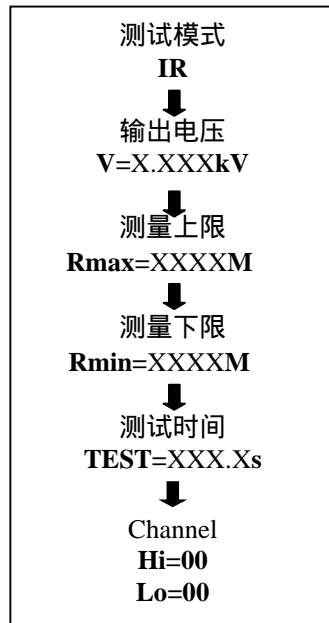 测试模式
IR
输出电压
V=X.XXXkV
测量上限
Rmax=XXXXM
测量下限
Rmin=XXXXM
测试时间
TEST=XXX.Xs
Channel
Hi=00
Lo=00